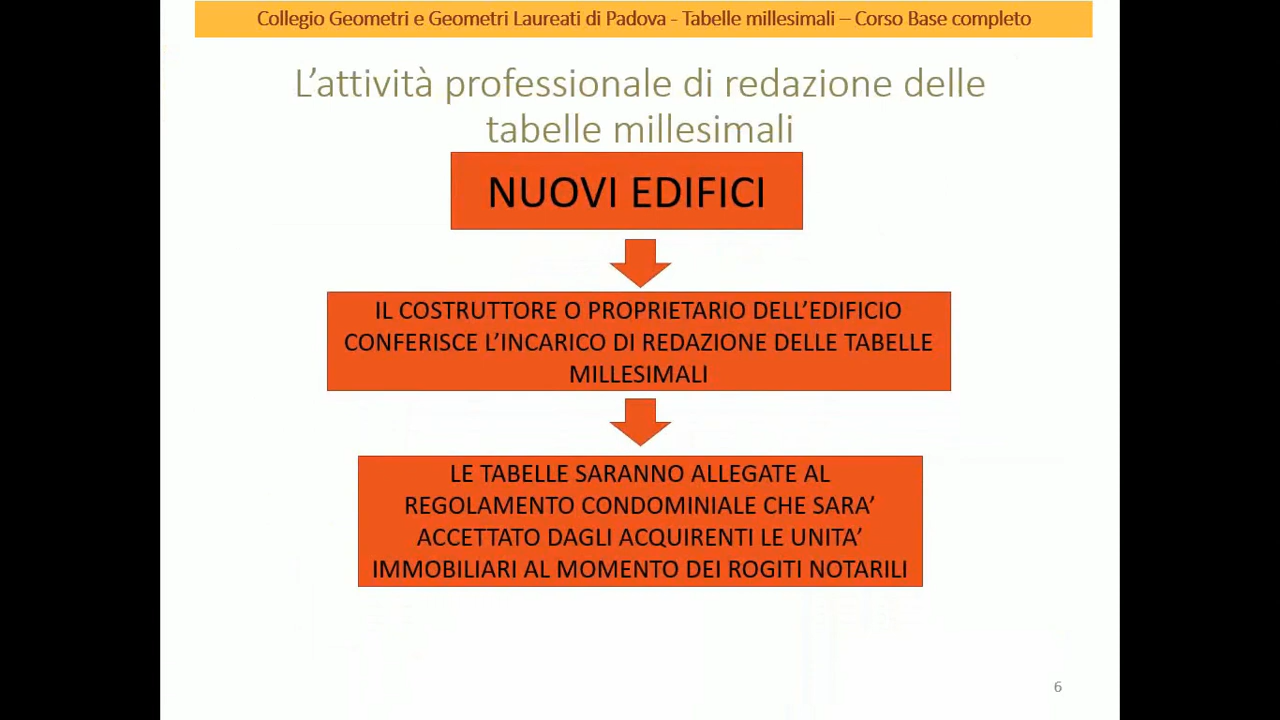 Collegio Geometri e Geometri Laureati di Padova - Tabelle millesimali – Corso Base completo
L’attività professionale di redazione delle
tabelle millesimali
NUOVI EDIFICI
IL COSTRUTTORE O PROPRIETARIO DELL’EDIFICIO
CONFERISCE L’INCARICO DI REDAZIONE DELLE TABELLE
MILLESIMALI
LE TABELLE SARANNO ALLEGATE AL
REGOLAMENTO CONDOMINIALE CHE SARA’
ACCETTATO DAGLI ACQUIRENTI LE UNITA’
IMMOBILIARI AL MOMENTO DEI ROGITI NOTARILI
6